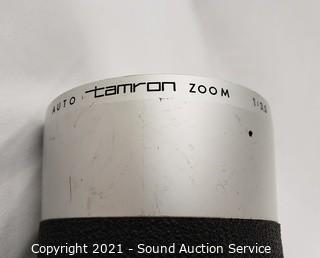 AUTO tamron ZOOM
Copyright 2021 - Sound Auction Service